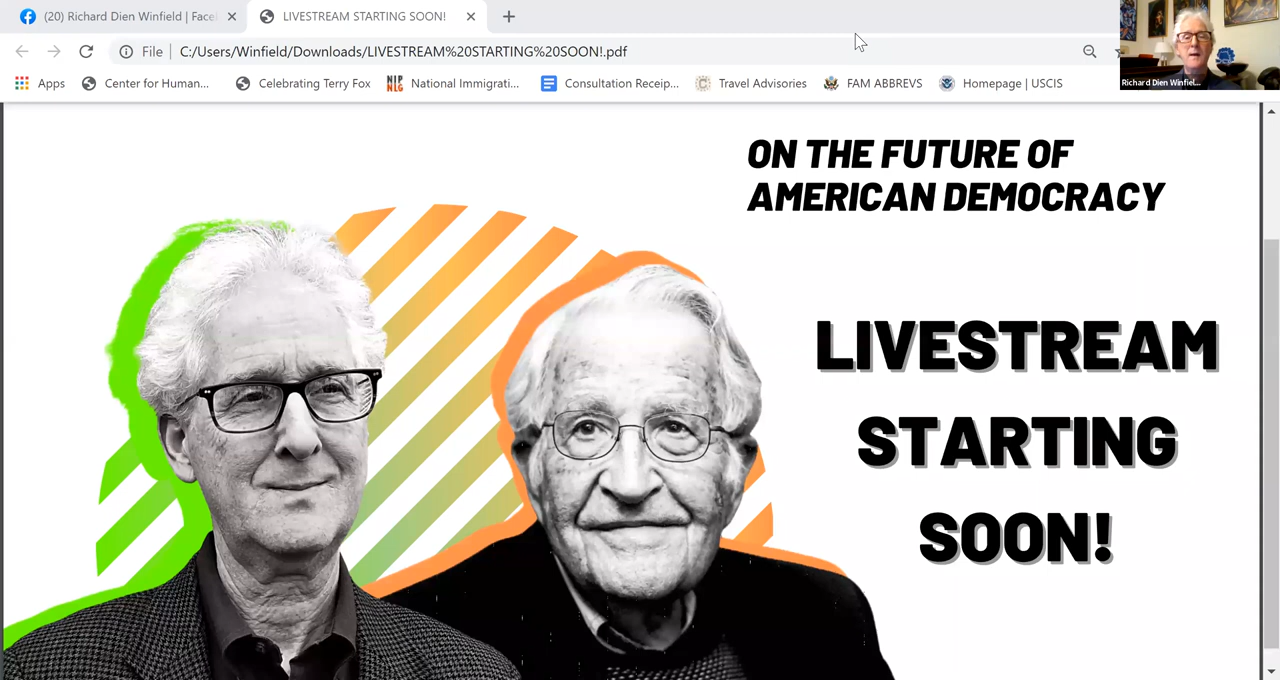 (20) Richard Dien Winfield | Face
LIVESTREAM STARTING SOON!
File | C:/Users/Winfield/Downloads/LIVESTREAM%20STARTING%20SOON!.pdf
Apps
Center for Human...
Celebrating Terry Fox
NIP
NLG
National Immigrati...
Consultation Receip...
Travel Advisories
FAM ABBREVS
Homepage | USCIS
Richard Dien Winfiel...
ON THE FUTURE OF
AMERICAN DEMOCRACY
LIVESTREAM
STARTING
SOON!